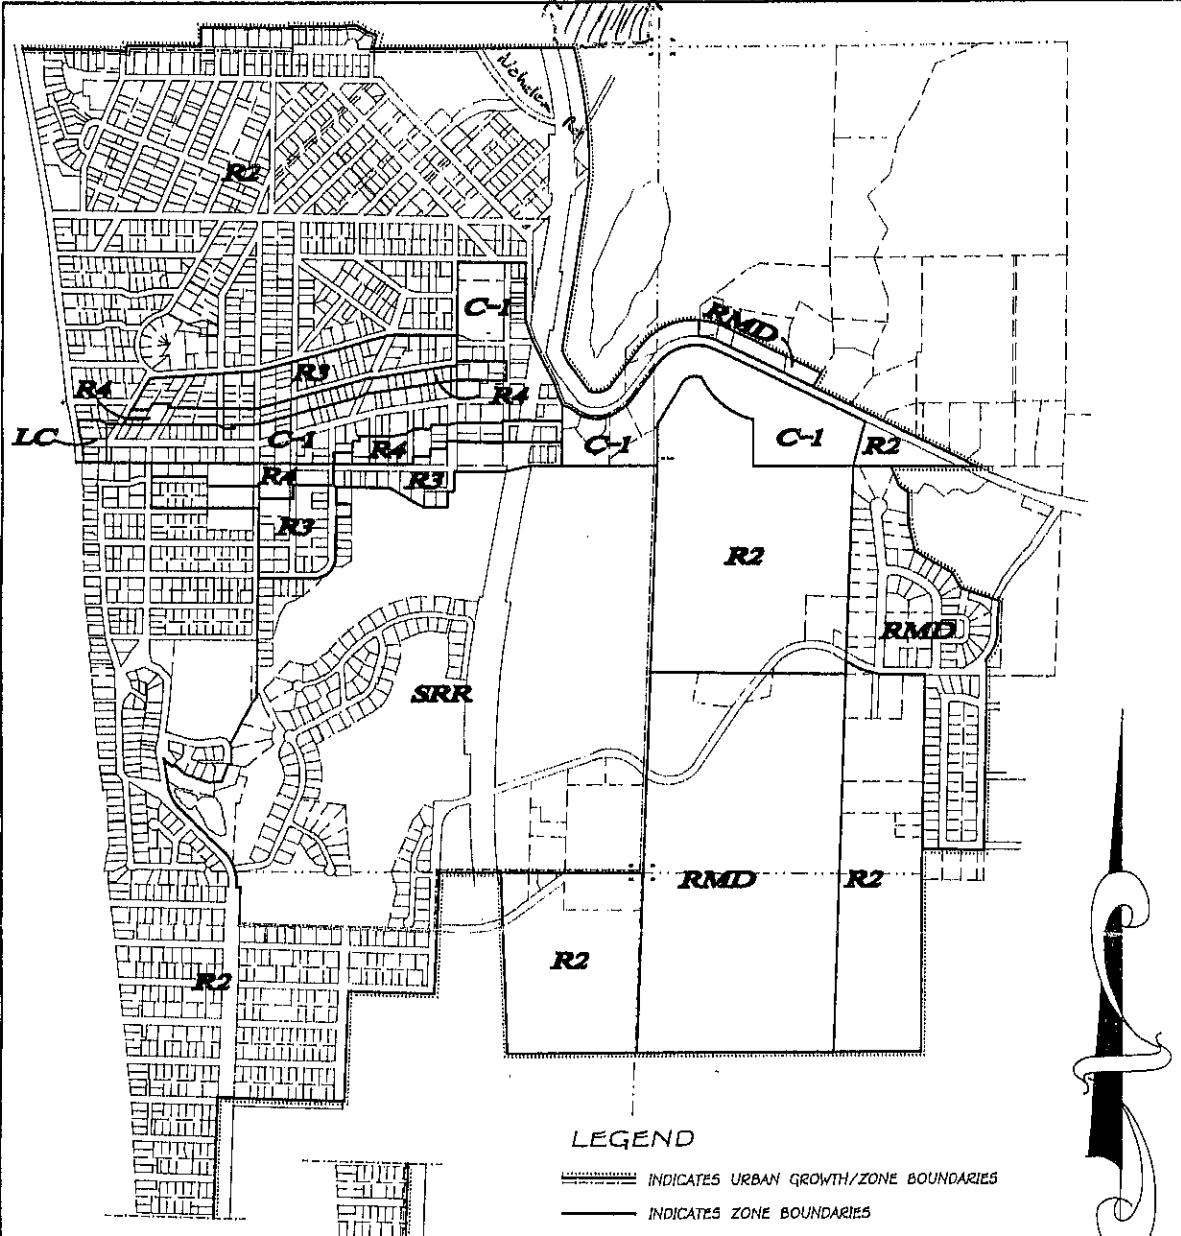 R2
C-1
RMD
R3
R4
R4
LC
C-1
R4
C-1
C-1
R2
R4
R3
R3
R2
RMD
SRR
RMD
R2
R2
R2
LEGEND
INDICATES URBAN GROWTH/ZONE BOUNDARIES
INDICATES ZONE BOUNDARIES